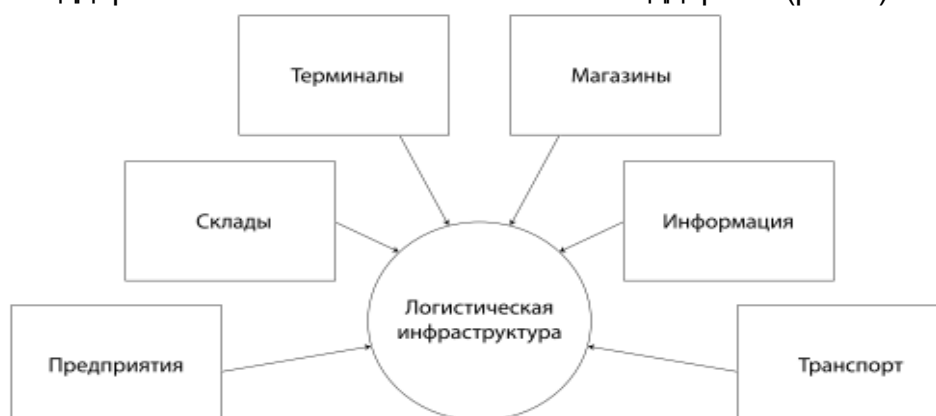 Терминалы
Магазины
Склады
Информация
Логистическая
инфраструктура
Предприятия
Транспорт